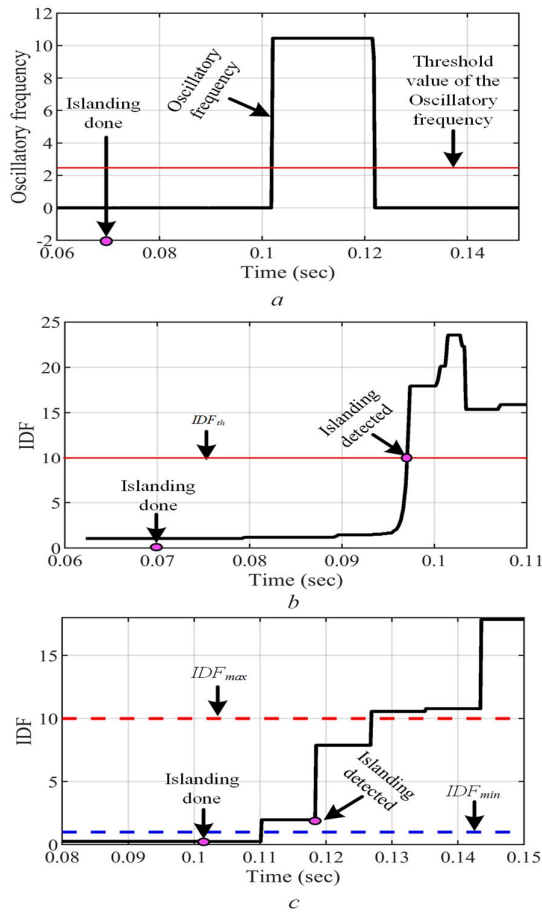 12
10
8
6
4
2
0
-2
Oscillatory frequency
Islanding
done
Oscillatory
frequency
Threshold
value of the
Oscillatory
frequency
0.06
0.08
0.1
0.12
0.14
Time (sec)
a
25
20
15
10
5
0
IDF
IDFth
Islanding
detected
Islanding
done
0.06
0.07
0.08
0.09
0.1
0.11
Time (sec)
b
15
10
5
0
IDF
IDFmax
Islanding
done
Islanding
detected
IDFmin
0.08
0.09
0.1
0.11
0.12
0.13
0.14
0.15
Time (sec)
c